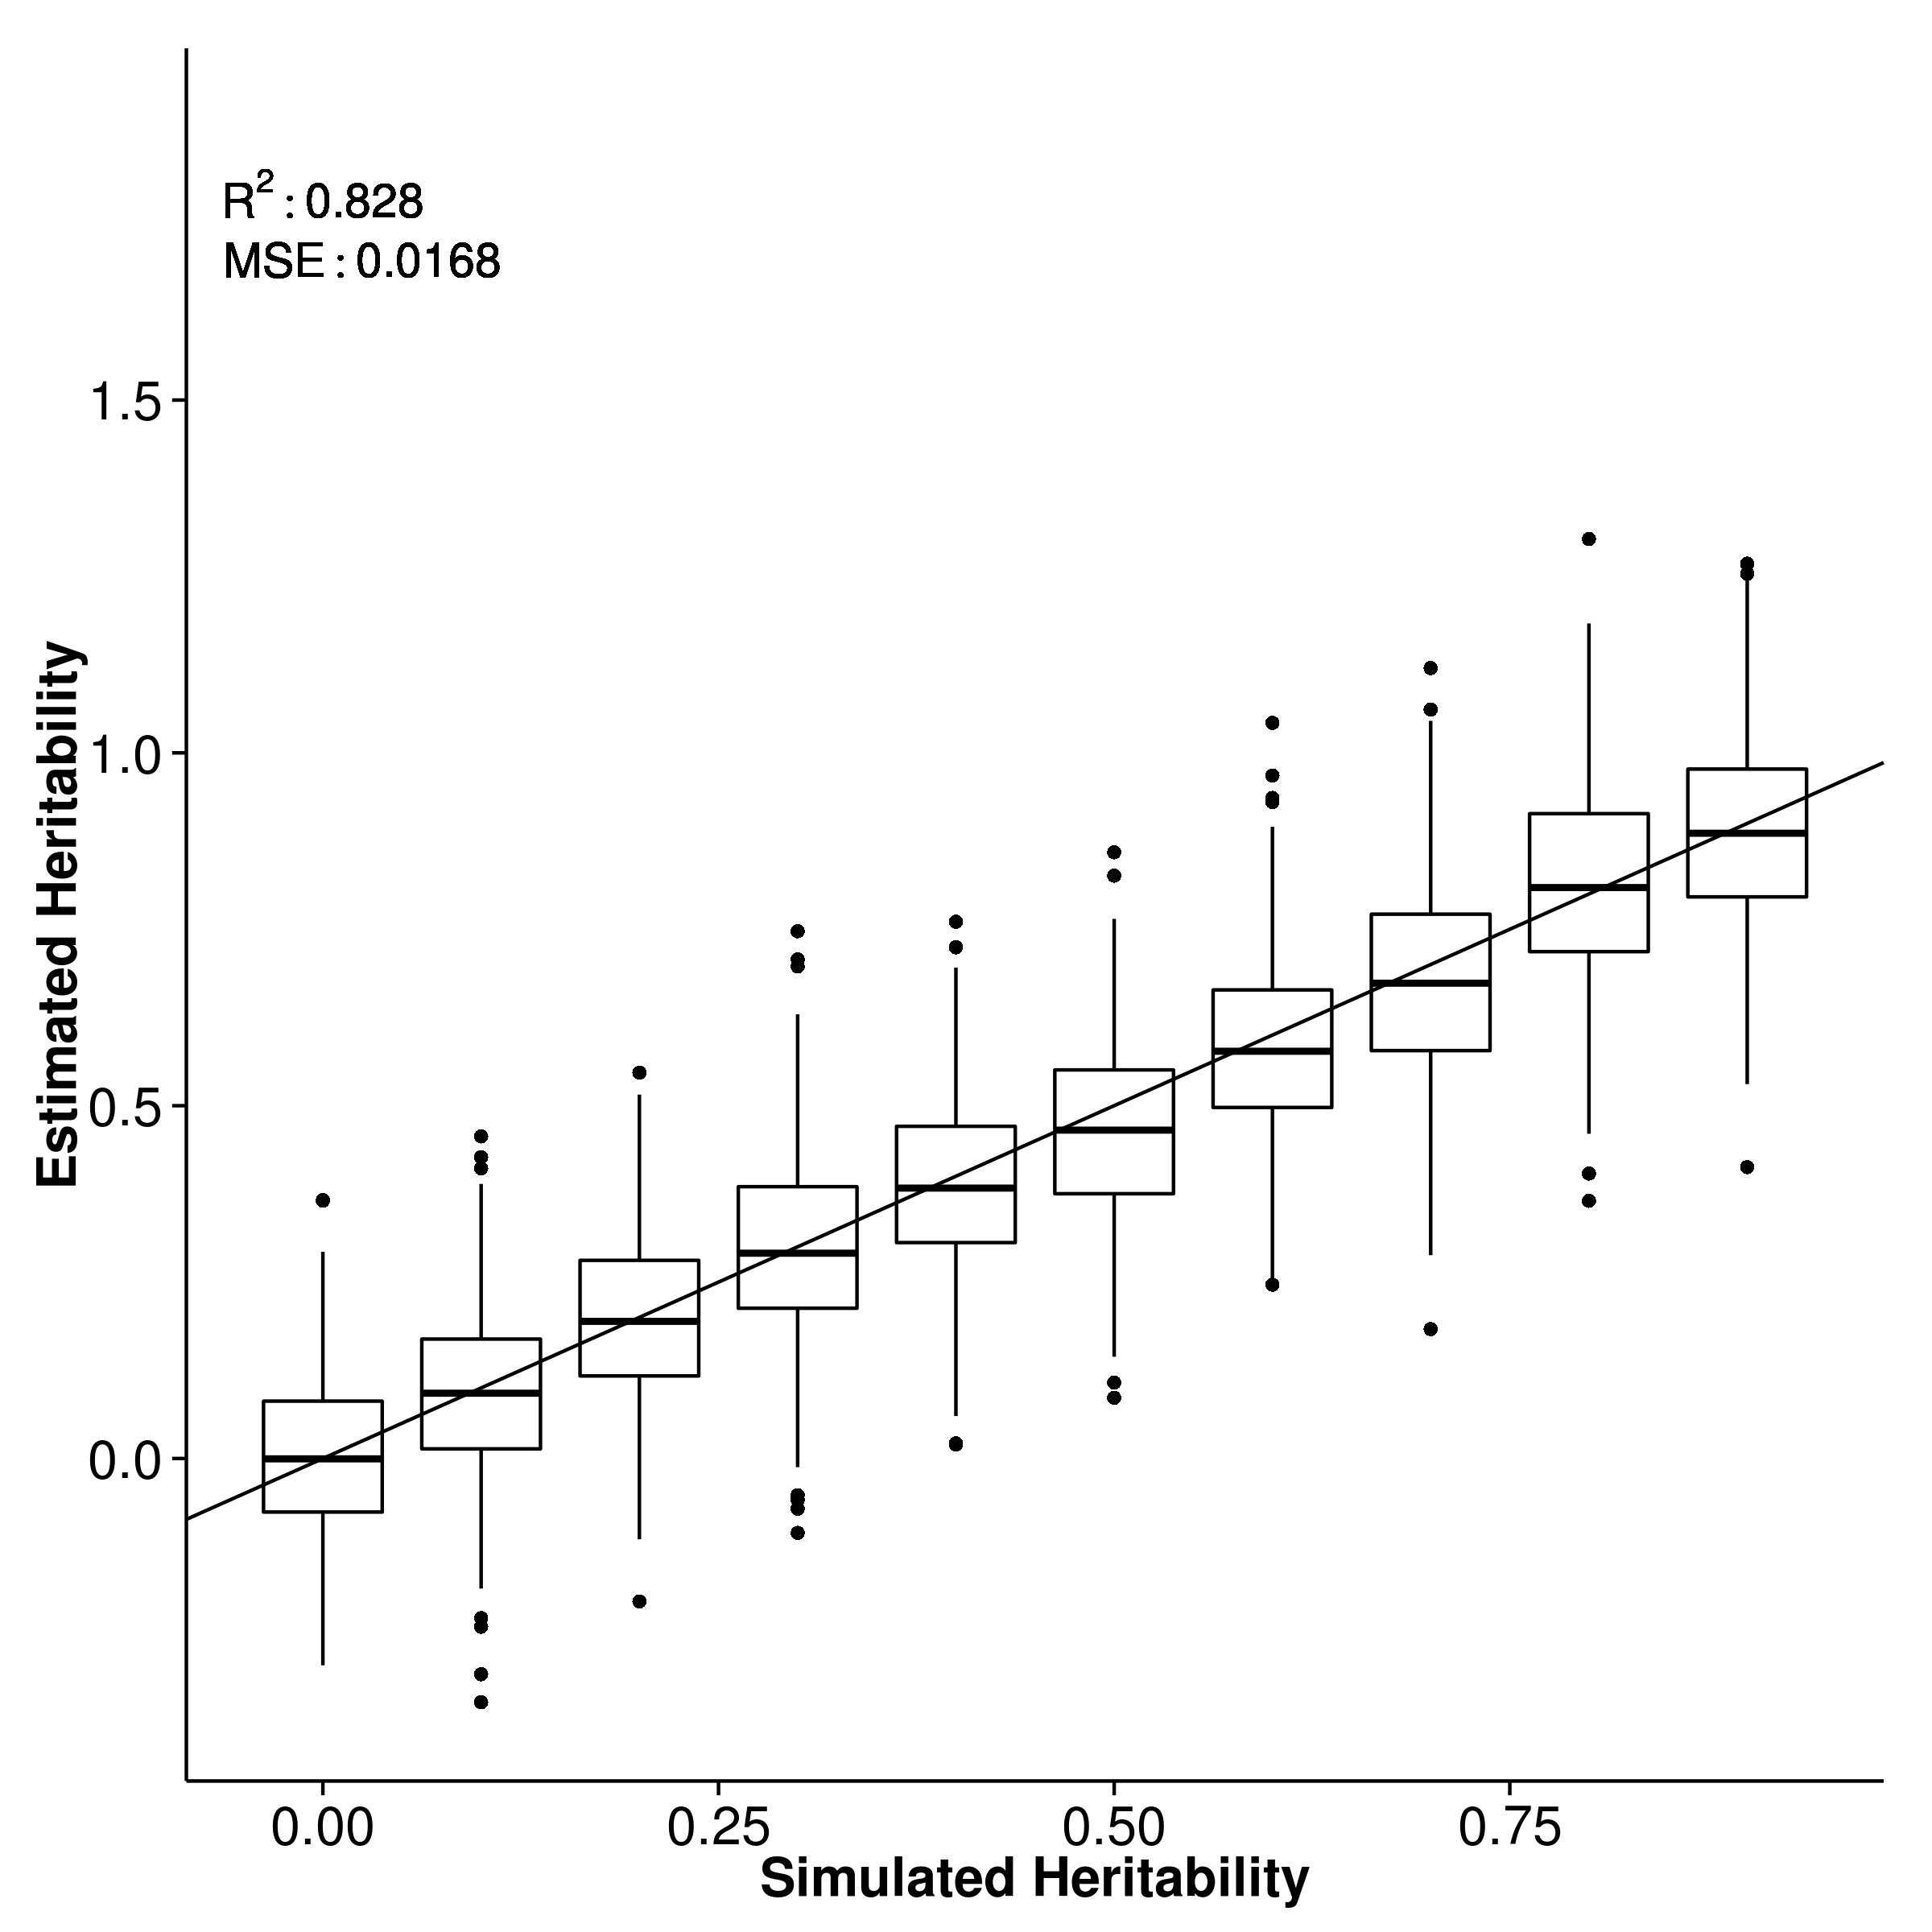 R²: 0.828
MSE: 0.0168
1.5
1.0
0.5
0.0
Estimated Heritability
0.00 0.25 0.50 0.75
Simulated Heritability